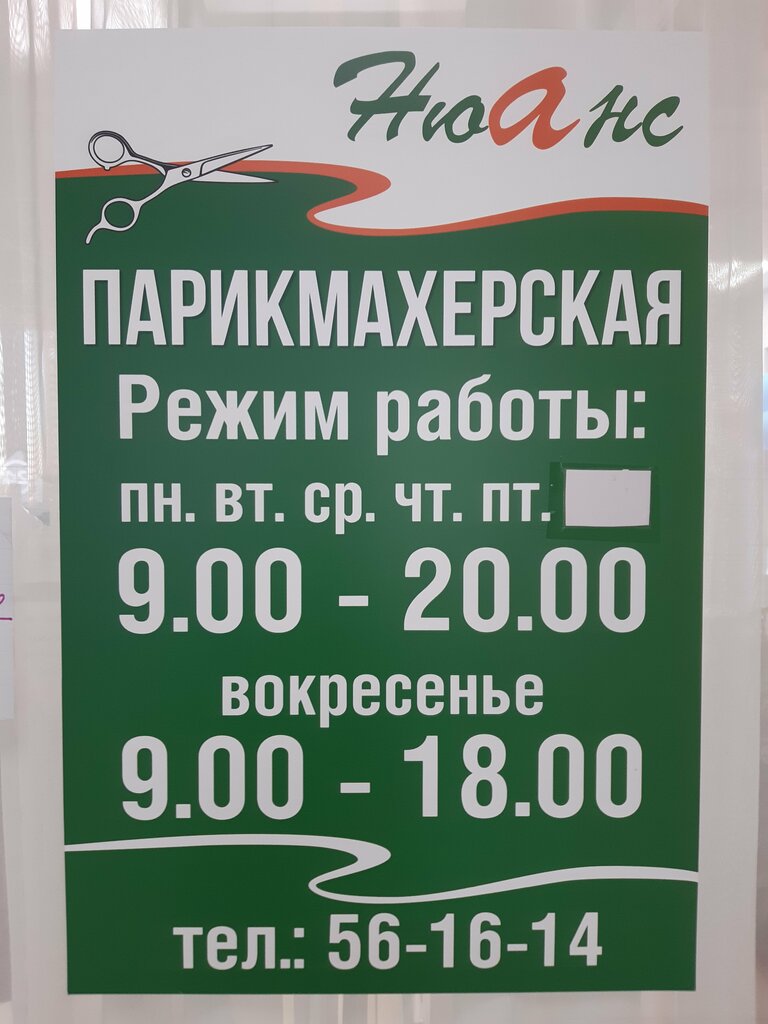 Нюанс
ПАРИКМАХЕРСКАЯ
Режим работы:
пн. вт. ср. чт. пт.
9.00 - 20.00
вокресенье
9.00 - 18.00
тел.: 56-16-14